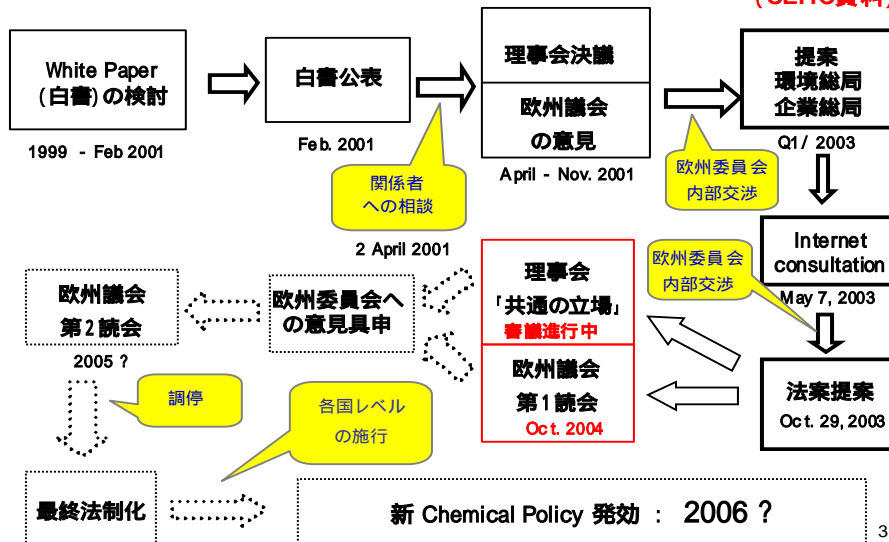 (CEFIC資料)
White Paper
(白書)の検討
1999 - Feb 2001
白書公表
Feb. 2001
関係者
への相談
2 April 2001
理事会決議
欧州議会
の意見
April - Nov. 2001
欧州委員会
内部交渉
提案
環境総局
企業総局
Q1/ 2003
Internet
consultation
May 7, 2003
欧州委員会
内部交渉
法案提案
Oct. 29, 2003
理事会
「共通の立場」
審議進行中
欧州議会
第1読会
Oct. 2004
欧州委員会へ
の意見具申
欧州議会
第2読会
2005 ?
調停
各国レベル
の施行
最終法制化
新 Chemical Policy 発効 : 2006 ?
3